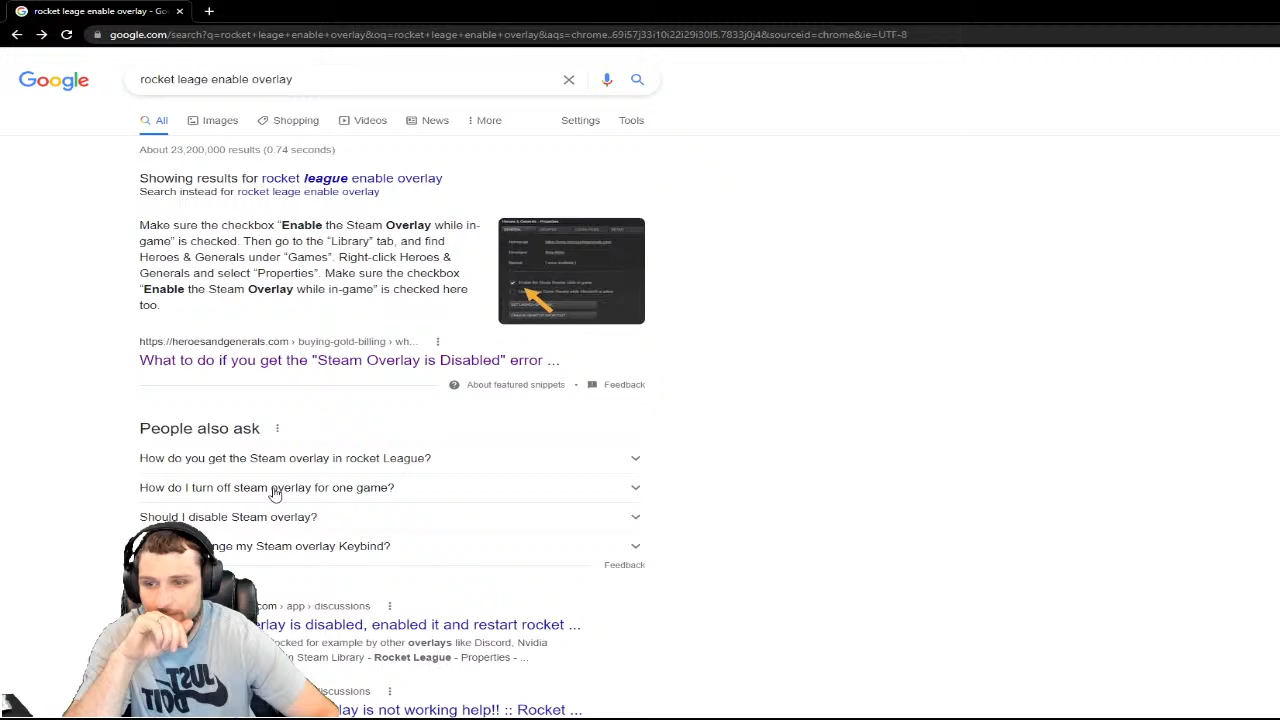 rocket leage enable overlay - Go
google.com/search?q=rocket+leage+enable+overlay&oq=rocket+leage+enable+overlay&aqs=chrome..69i57j33i10i22i29i30l5.7833j0j4&sourceid=chrome&ie=UTF-8
Google
rocket leage enable overlay
All Images Shopping Videos News More Settings Tools
About 23,200,000 results (0.74 seconds)
Showing results for rocket league enable overlay
Search instead for rocket leage enable overlay
Make sure the checkbox “Enable the Steam Overlay while in-
game” is checked. Then go to the “Library” tab, and find
Heroes & Generals under “Games”. Right-click Heroes &
Generals and select “Properties”. Make sure the checkbox
“Enable the Steam Overlay while in-game” is checked here
too.
https://heroesandgenerals.com › buying-gold-billing › wh...
What to do if you get the "Steam Overlay is Disabled" error ...
About featured snippets • Feedback
People also ask
How do you get the Steam overlay in rocket League?
How do I turn off steam overlay for one game?
Should I disable Steam overlay?
nge my Steam overlay Keybind?
Feedback
com › app › discussions
rlay is disabled, enabled it and restart rocket ...
ocked for example by other overlays like Discord, Nvidia
n Steam Library - Rocket League - Properties - ...
discussions
lay is not working help!! :: Rocket ...
JUST
DO IT